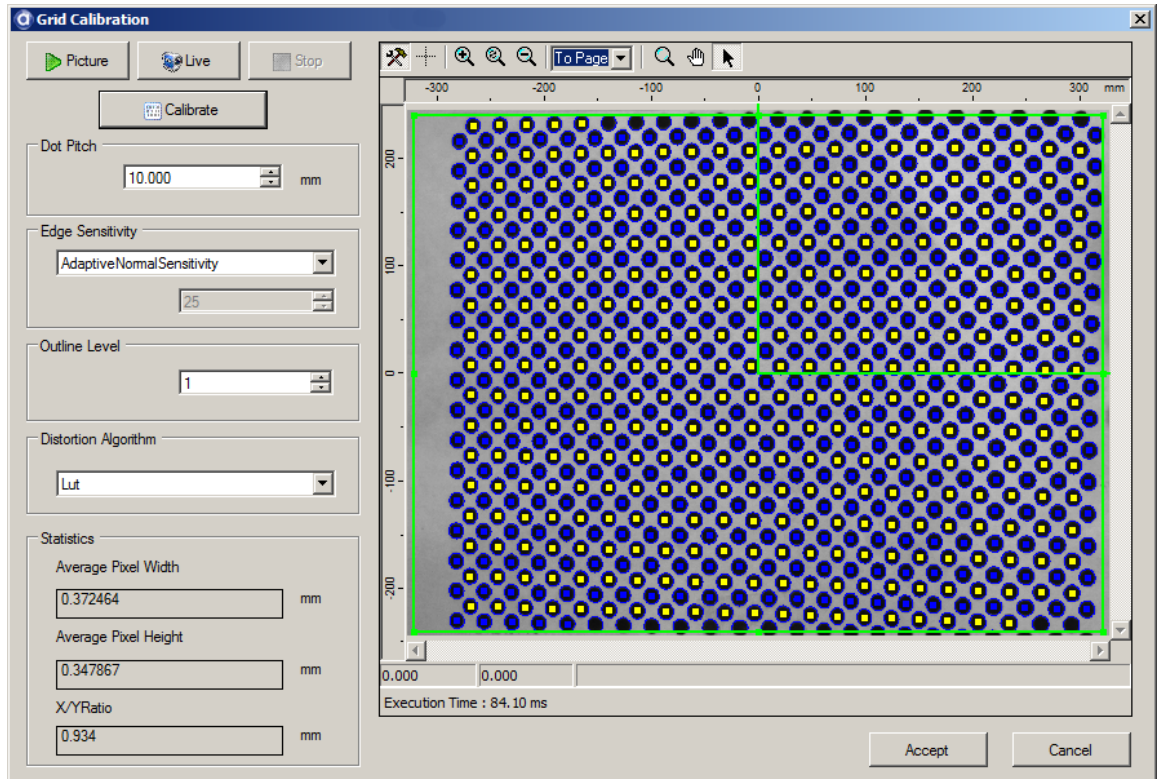 Grid Calibration
Picture
Live
Stop
Calibrate
Dot Pitch
10.000
mm
Edge Sensitivity
AdaptiveNormalSensitivity
25
Outline Level
1
Distortion Algorithm
Lut
Statistics
Average Pixel Width
0.372464 mm
Average Pixel Height
0.347867 mm
X/YRatio
0.934 mm
To Page
-300 -200 -100 0 100 200 300 mm
200
100
0
-100
-200
0.000 0.000
Execution Time : 84.10 ms
Accept
Cancel